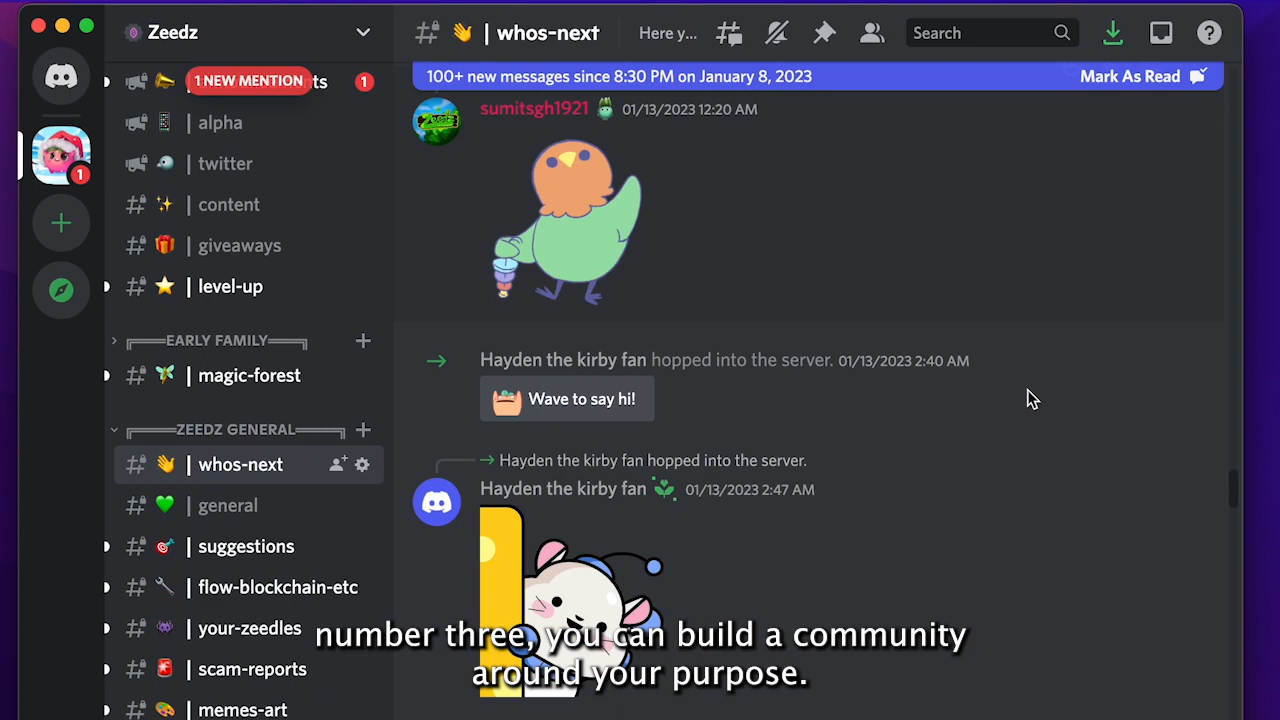 Zeedz
1 NEW MENTION
ts
1
| alpha
| twitter
| content
| giveaways
| level-up
EARLY FAMILY
| magic-forest
ZEEDZ GENERAL
| whos-next
| general
| suggestions
| flow-blockchain-etc
| your-zeedles
| scam-reports
| memes-art
1
| whos-next
Here y...
Search
100+ new messages since 8:30 PM on January 8, 2023
Mark As Read
sumitsgh1921 01/13/2023 12:20 AM
Hayden the kirby fan hopped into the server. 01/13/2023 2:40 AM
Wave to say hi!
Hayden the kirby fan hopped into the server.
Hayden the kirby fan 01/13/2023 2:47 AM
number three, you can build a community
around your purpose.